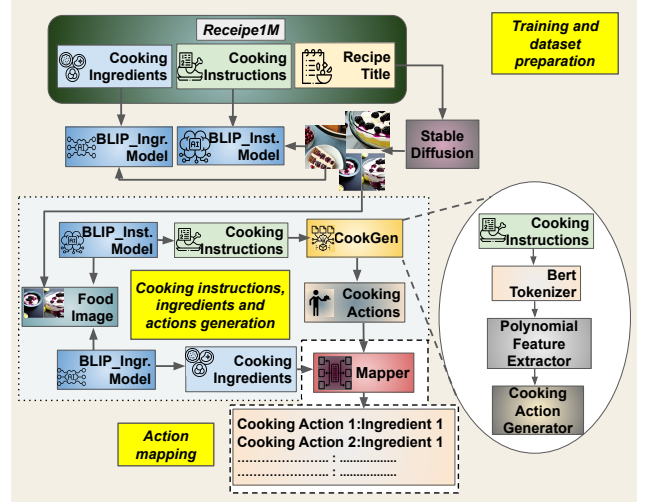 Receipe1M
Cooking
Ingredients
Cooking
Instructions
Recipe
Title
Training and
dataset
preparation
BLIP_Ingr.
Model
BLIP_Inst.
Model
Stable
Diffusion
BLIP_Inst.
Model
Cooking
Instructions
CookGen
Cooking
Instructions
Bert
Tokenizer
Polynomial
Feature
Extractor
Cooking
Action
Generator
Food
Image
Cooking instructions,
ingredients and
actions generation
Cooking
Actions
BLIP_Ingr.
Model
Cooking
Ingredients
Mapper
Action
mapping
Cooking Action 1:Ingredient 1
Cooking Action 2:Ingredient 1
........................ : ...............
........................ : ...............